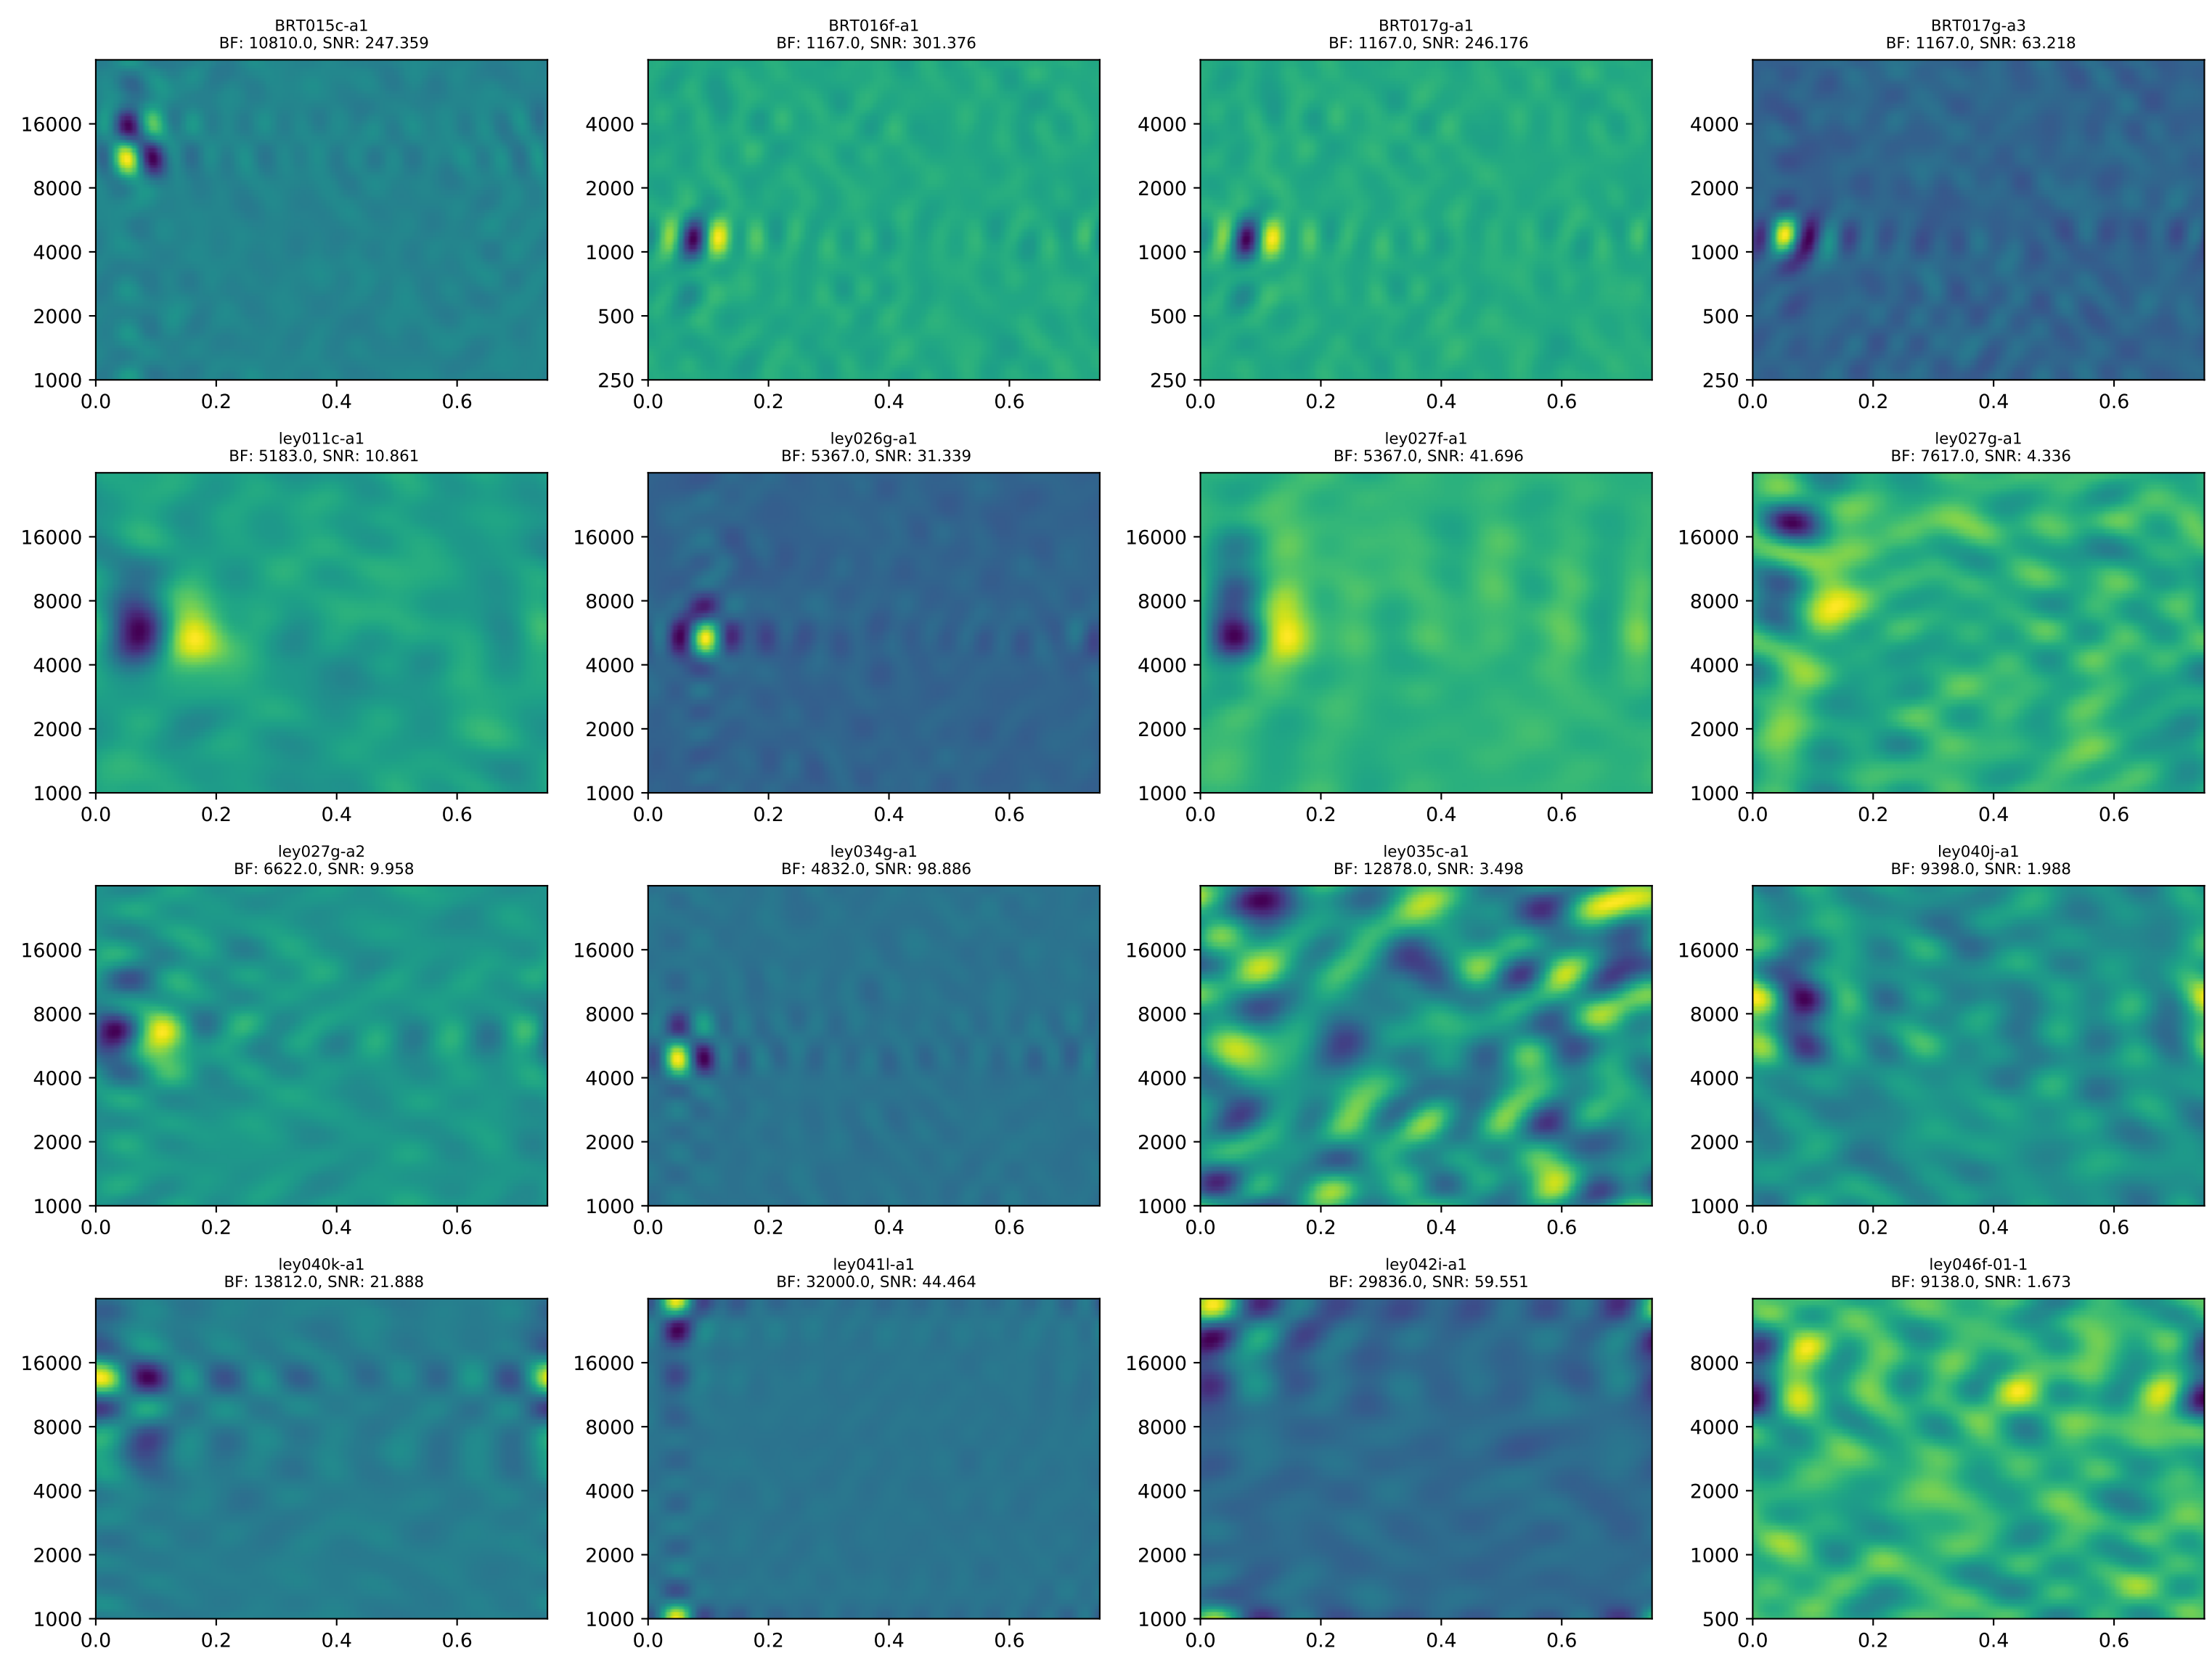 BRT015c-a1
BF: 10810.0, SNR: 247.359
16000
8000
4000
2000
1000
0.0 0.2 0.4 0.6
BRT016f-a1
BF: 1167.0, SNR: 301.376
4000
2000
1000
500
250
0.0 0.2 0.4 0.6
BRT017g-a1
BF: 1167.0, SNR: 246.176
4000
2000
1000
500
250
0.0 0.2 0.4 0.6
BRT017g-a3
BF: 1167.0, SNR: 63.218
4000
2000
1000
500
250
0.0 0.2 0.4 0.6
ley011c-a1
BF: 5183.0, SNR: 10.861
16000
8000
4000
2000
1000
0.0 0.2 0.4 0.6
ley026g-a1
BF: 5367.0, SNR: 31.339
16000
8000
4000
2000
1000
0.0 0.2 0.4 0.6
ley027f-a1
BF: 5367.0, SNR: 41.696
16000
8000
4000
2000
1000
0.0 0.2 0.4 0.6
ley027g-a1
BF: 7617.0, SNR: 4.336
16000
8000
4000
2000
1000
0.0 0.2 0.4 0.6
ley027g-a2
BF: 6622.0, SNR: 9.958
16000
8000
4000
2000
1000
0.0 0.2 0.4 0.6
ley034g-a1
BF: 4832.0, SNR: 98.886
16000
8000
4000
2000
1000
0.0 0.2 0.4 0.6
ley035c-a1
BF: 12878.0, SNR: 3.498
16000
8000
4000
2000
1000
0.0 0.2 0.4 0.6
ley040j-a1
BF: 9398.0, SNR: 1.988
16000
8000
4000
2000
1000
0.0 0.2 0.4 0.6
ley040k-a1
BF: 13812.0, SNR: 21.888
16000
8000
4000
2000
1000
0.0 0.2 0.4 0.6
ley041l-a1
BF: 32000.0, SNR: 44.464
16000
8000
4000
2000
1000
0.0 0.2 0.4 0.6
ley042i-a1
BF: 29836.0, SNR: 59.551
16000
8000
4000
2000
1000
0.0 0.2 0.4 0.6
ley046f-01-1
BF: 9138.0, SNR: 1.673
8000
4000
2000
1000
500
0.0 0.2 0.4 0.6